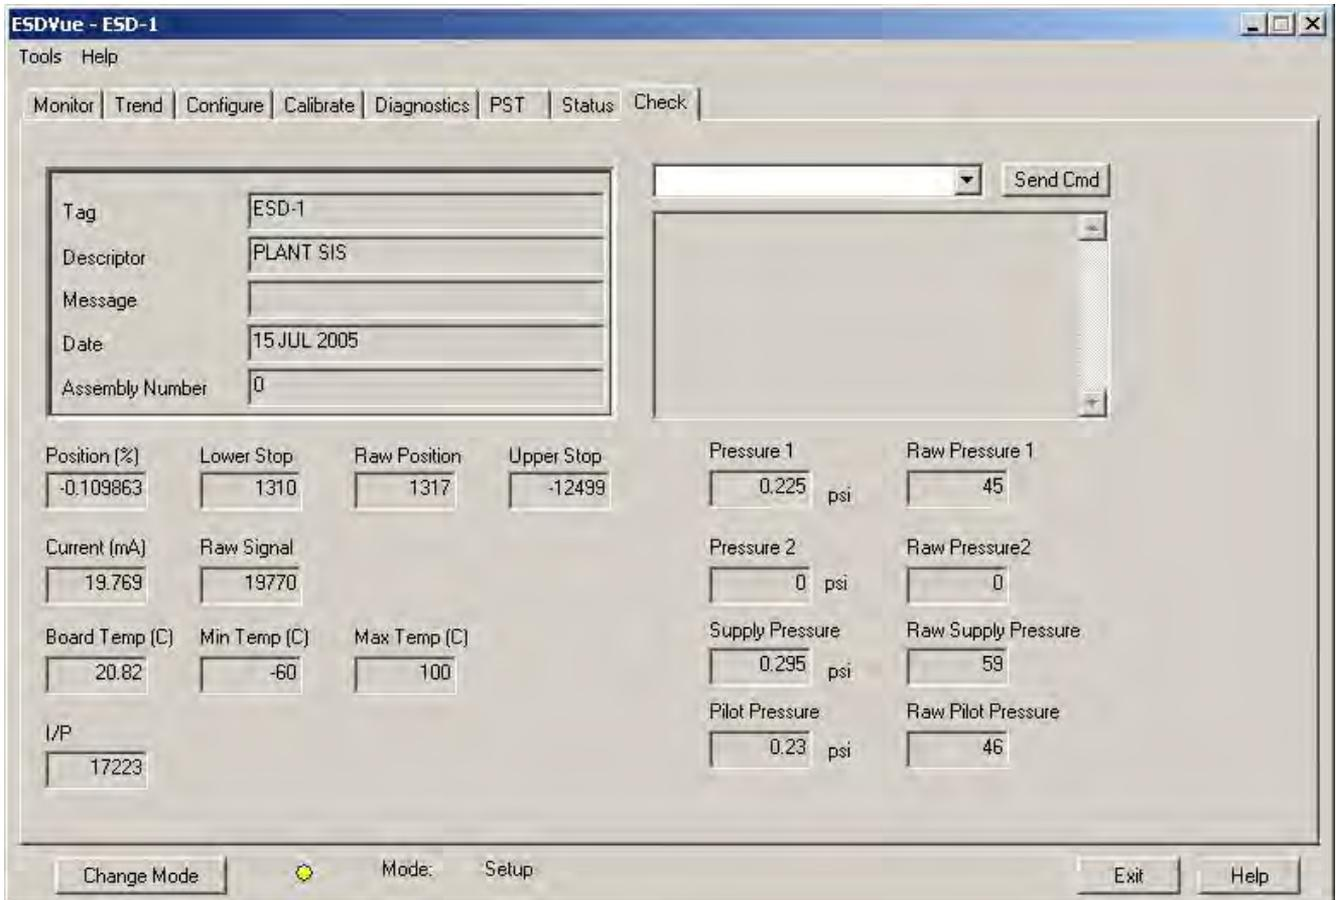 ESDVue - ESD-1
Tools Help
Monitor Trend Configure Calibrate Diagnostics PST Status Check
Tag ESD-1
Descriptor PLANT SIS
Message
Date 15 JUL 2005
Assembly Number 0
Send Cmd
Position (%) Lower Stop Raw Position Upper Stop
-0.109863 1310 1317 -12499
Current (mA) Raw Signal
19.769 19770
Board Temp (C) Min Temp (C) Max Temp (C)
20.82 -60 100
I/P
17223
Pressure 1 Raw Pressure 1
0.225 psi 45
Pressure 2 Raw Pressure2
0 psi 0
Supply Pressure Raw Supply Pressure
0.295 psi 59
Pilot Pressure Raw Pilot Pressure
0.23 psi 46
Change Mode Mode: Setup Exit Help